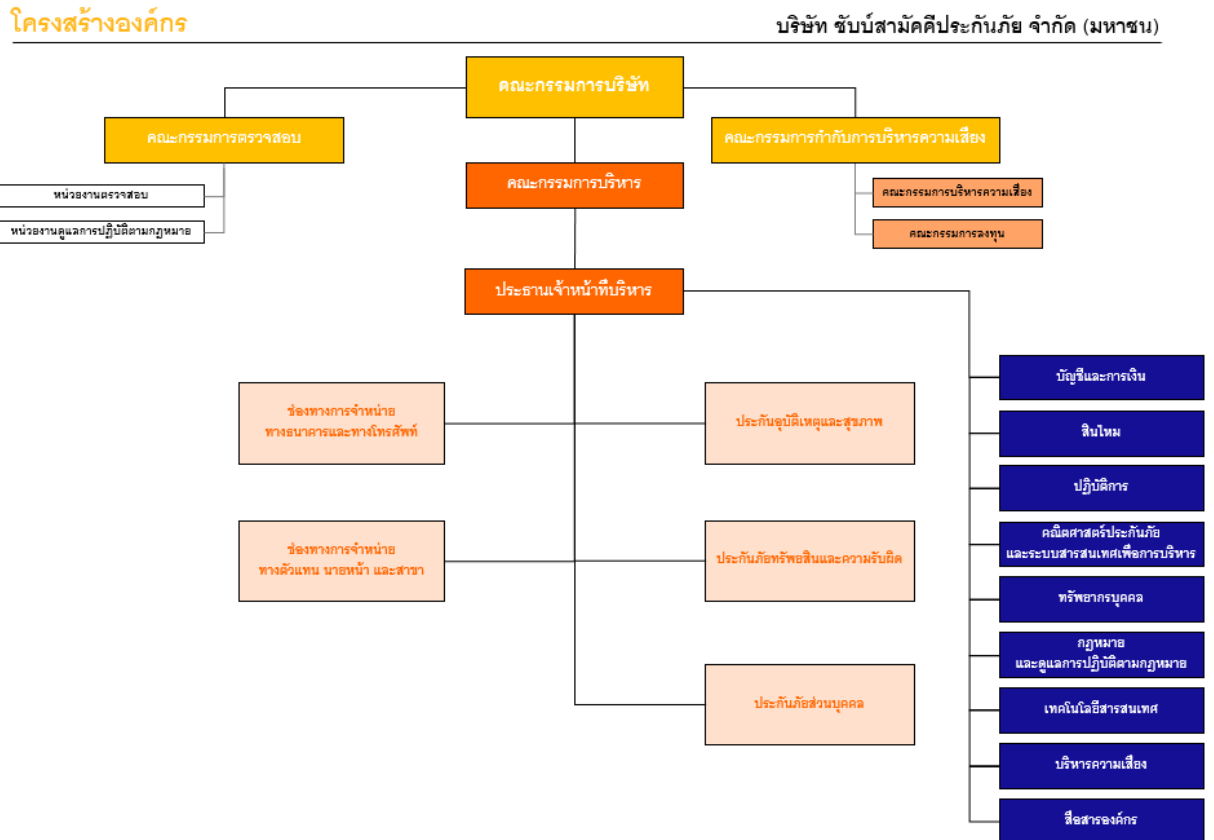 โครงสร้างองค์กร
บริษัท ชับบ์สามัคคีประกันภัย จำกัด (มหาชน)
คณะกรรมการบริษัท
คณะกรรมการตรวจสอบ
คณะกรรมการกำกับการบริหารความเสี่ยง
หน่วยงานตรวจสอบ
หน่วยงานดูแลการปฏิบัติตามกฎหมาย
คณะกรรมการบริหาร
คณะกรรมการบริหารความเสี่ยง
คณะกรรมการลงทุน
ประธานเจ้าหน้าที่บริหาร
ช่องทางการจำหน่าย
ทางธนาคารและทางโทรศัพท์
ประกันอุบัติเหตุและสุขภาพ
ช่องทางการจำหน่าย
ทางตัวแทน นายหน้า และสาขา
ประกันภัยทรัพย์สินและความรับผิด
ประกันภัยส่วนบุคคล
บัญชีและการเงิน
สินไหม
ปฏิบัติการ
คณิตศาสตร์ประกันภัย
และระบบสารสนเทศเพื่อการบริหาร
ทรัพยากรบุคคล
กฎหมาย
และดูแลการปฏิบัติตามกฎหมาย
เทคโนโลยีสารสนเทศ
บริหารความเสี่ยง
สื่อสารองค์กร